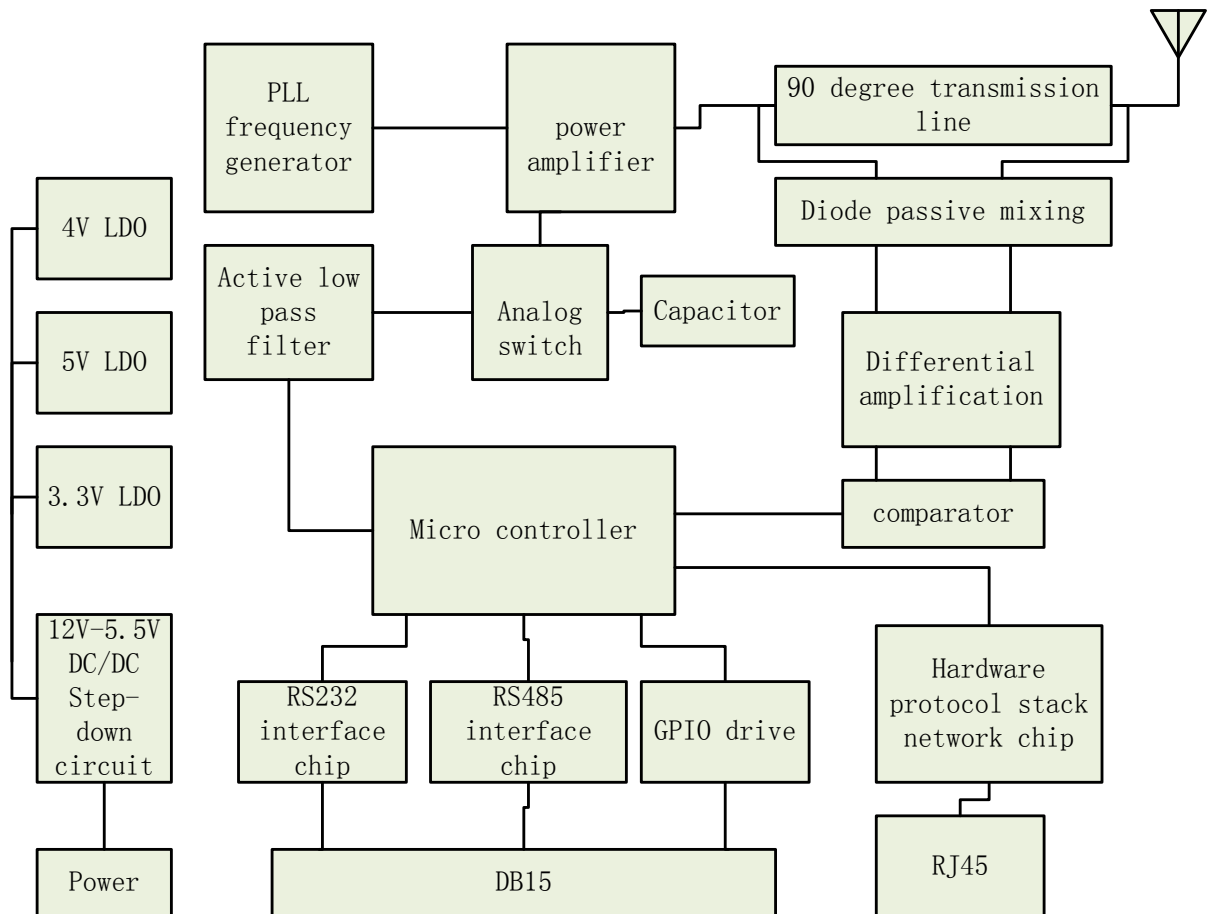 PLL
frequency
generator
power
amplifier
90 degree transmission
line
Diode passive mixing
4V LDO
Active low
pass
filter
Analog
switch
Capacitor
5V LDO
Differential
amplification
3.3V LDO
Micro controller
comparator
12V-5.5V
DC/DC
Step-
down
circuit
RS232
interface
chip
RS485
interface
chip
GPIO drive
Hardware
protocol stack
network chip
Power
DB15
RJ45